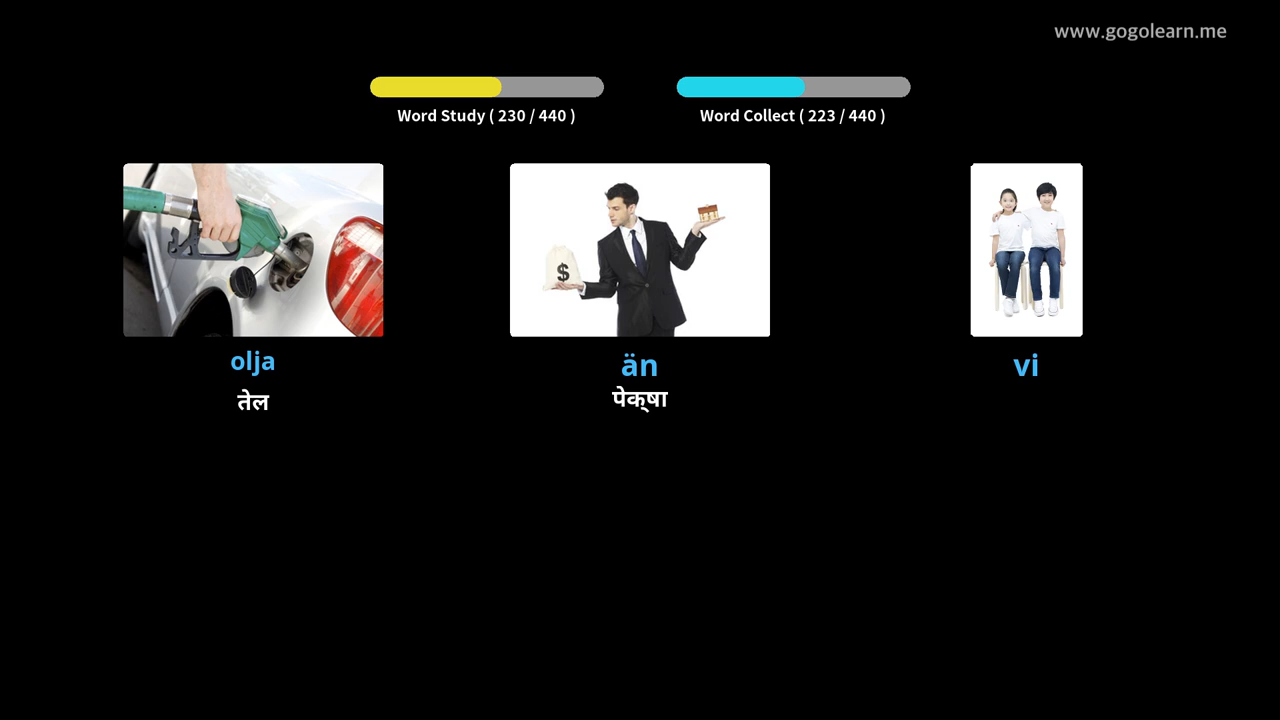 www.gogolearn.me
Word Study ( 230 / 440 )
Word Collect ( 223 / 440 )
$
olja
तेल
än
पेक्षा
vi